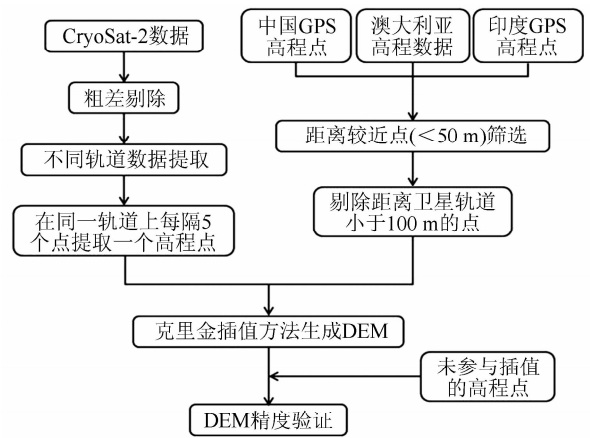 CryoSat-2数据
粗差剔除
不同轨道数据提取
在同一轨道上每隔5
个点提取一个高程点
中国GPS
高程点
澳大利亚
高程数据
印度GPS
高程点
距离较近点(＜50 m)筛选
剔除距离卫星轨道
小于100 m的点
克里金插值方法生成DEM
未参与插值
的高程点
DEM精度验证